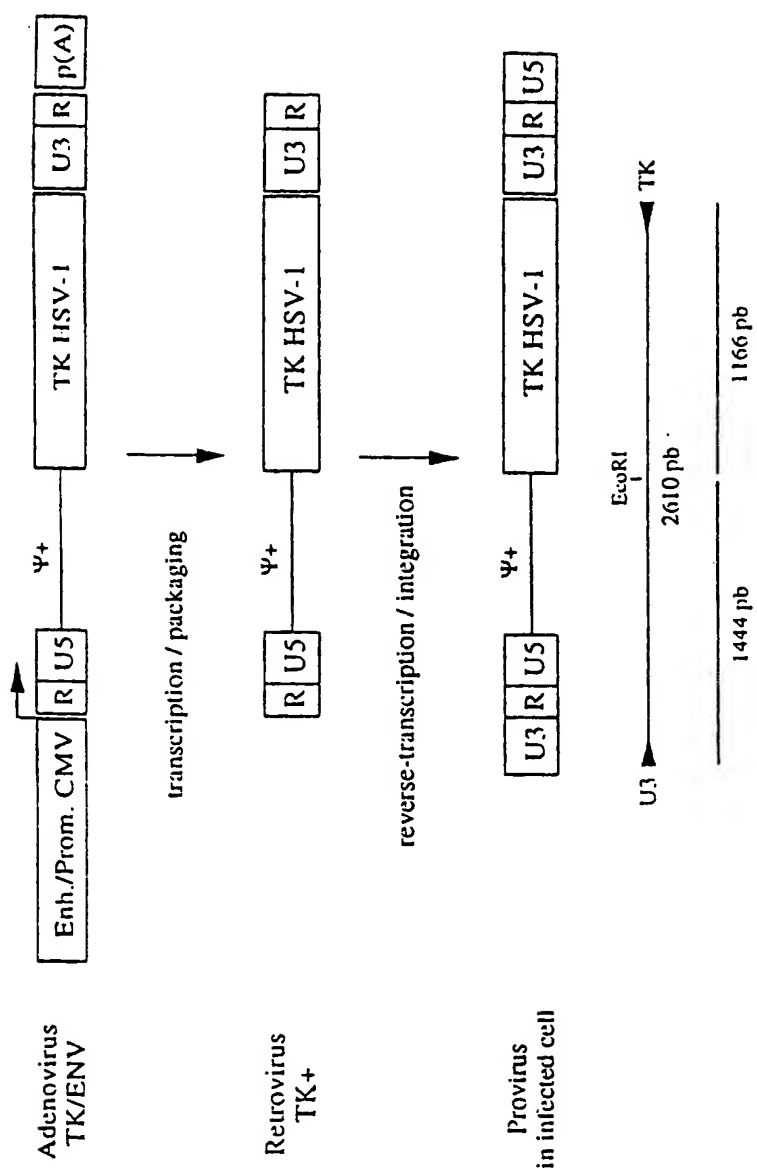 Adenovirus
TK/ENV
Enh./Prom. CMV
R
U5
Ψ+
TK HSV-1
U3
R
p(A)
transcription / packaging
Retrovirus
TK+
R
U5
Ψ+
TK HSV-1
U3
R
reverse-transcription / integration
Provirus
in infected cell
U3
R
U5
Ψ+
TK HSV-1
U3
R
U5
U3
EcoRI
TK
2610 pb
1444 pb
1166 pb